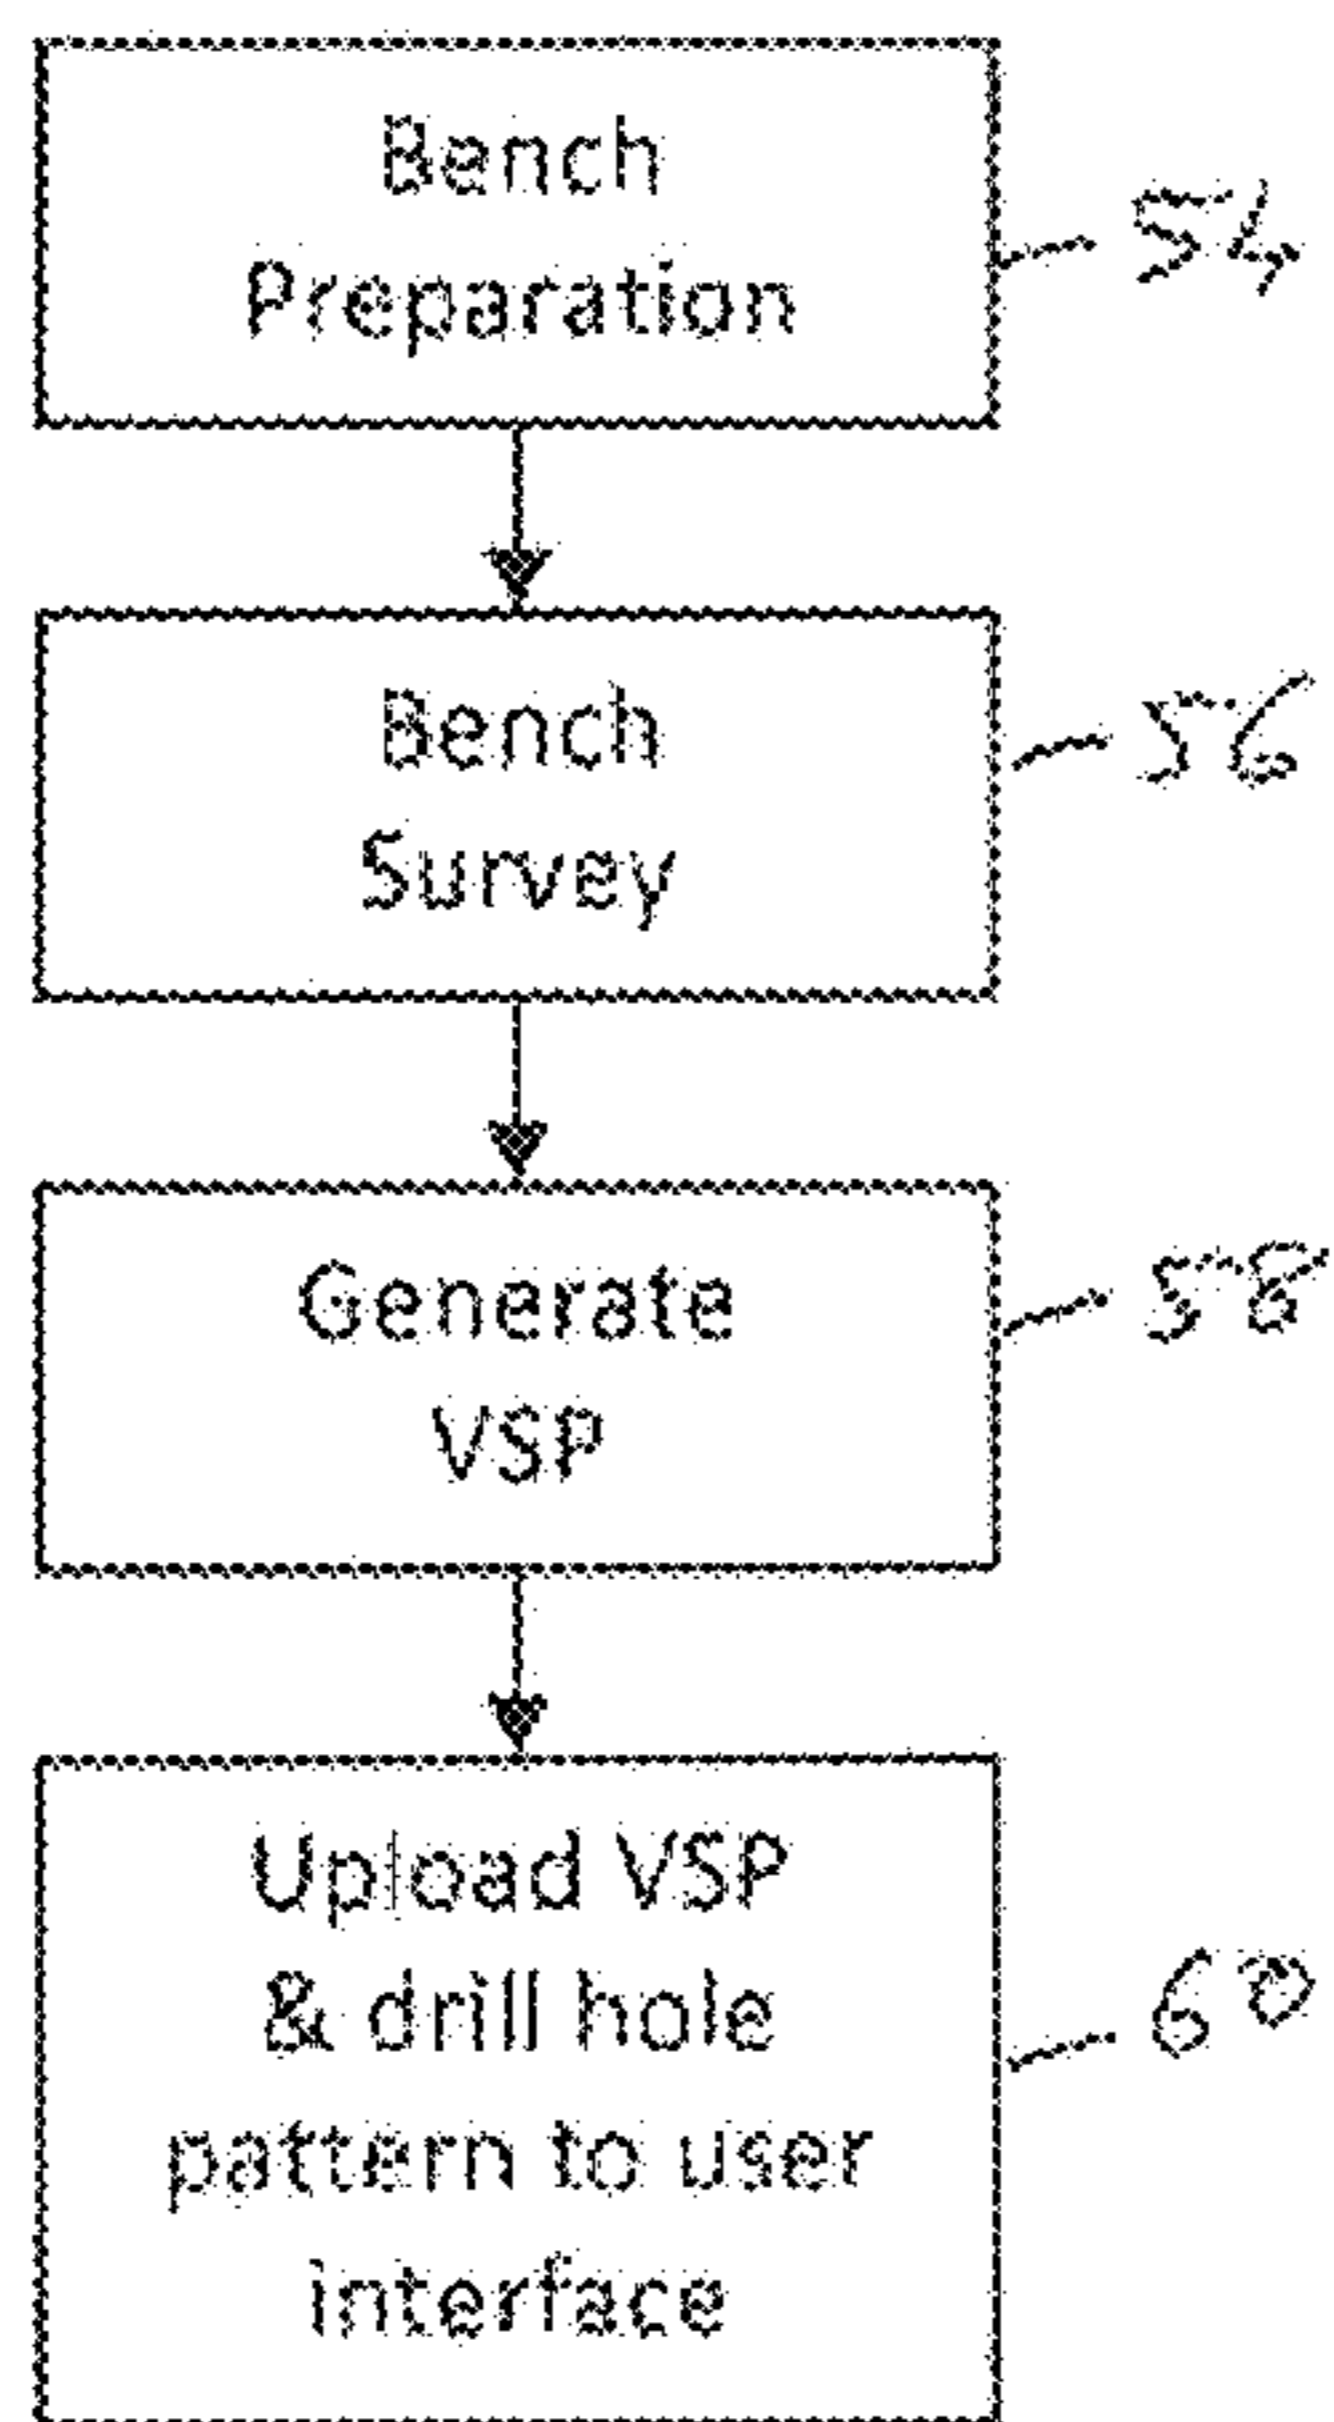 Bench
Preparation
54
Bench
Survey
56
Generate
VSP
58
Upload VSP
& drill hole
pattern to user
interface
60